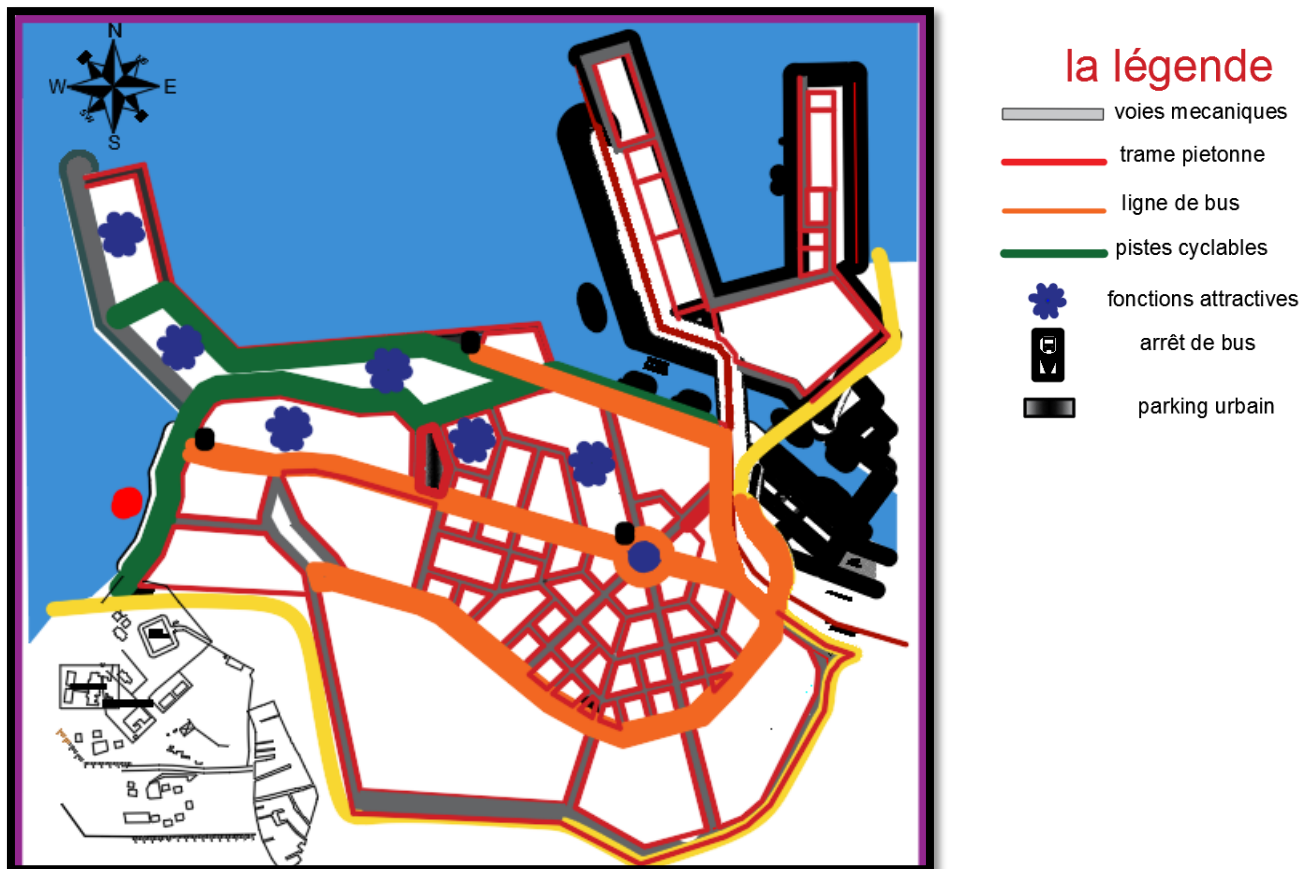 N
W E
S
la légende
voies mecaniques
trame pietonne
ligne de bus
pistes cyclables
fonctions attractives
arrêt de bus
parking urbain